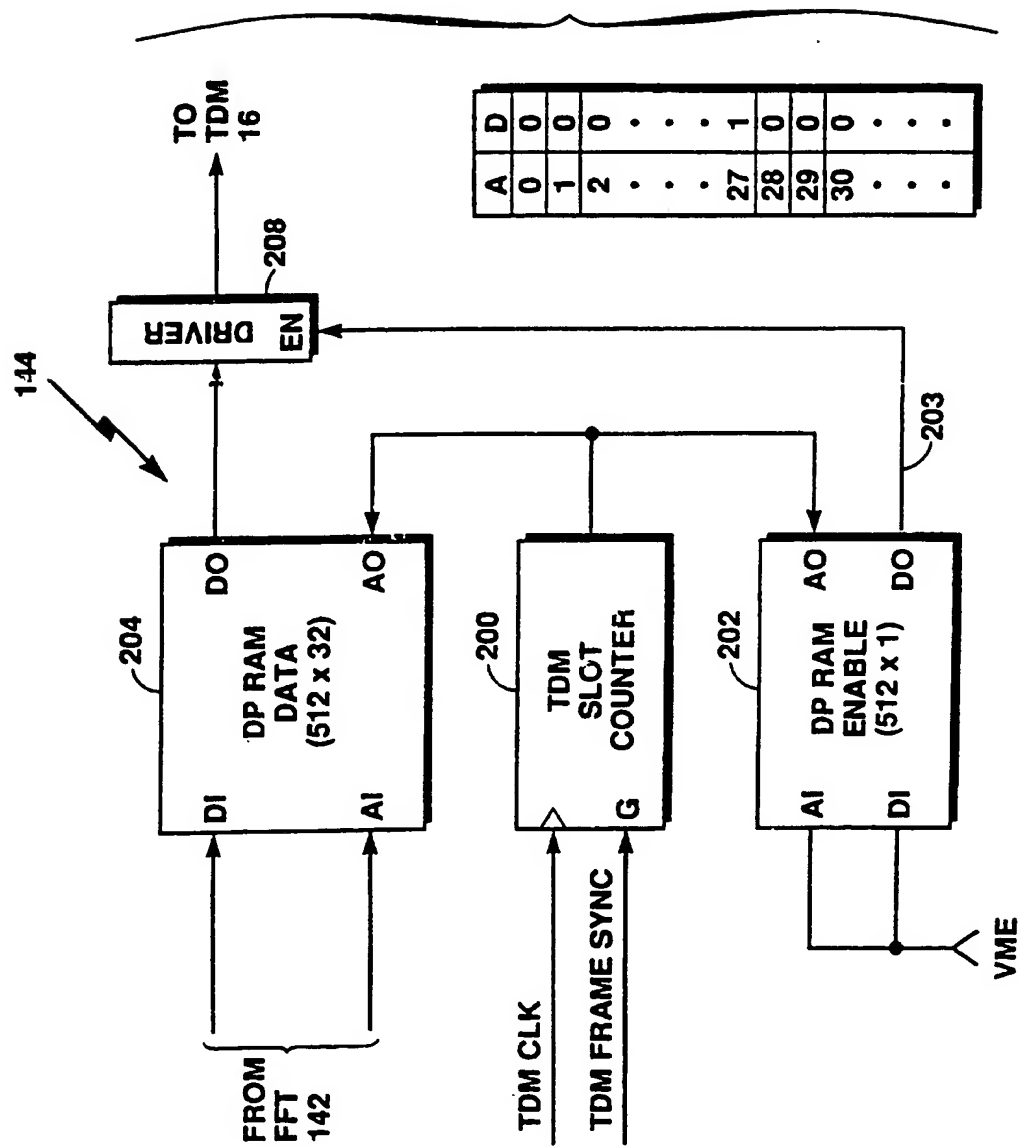 144
FROM
FFT
142
204
DI
DO
DP RAM
DATA
(512 x 32)
AI
AO
DRIVER
EN
208
TO
TDM
16
TDM CLK
TDM FRAME SYNC
200
TDM
SLOT
COUNTER
G
202
AI
AO
DP RAM
ENABLE
(512 x 1)
DI
DO
203
VME
A D
0 0
1 0
2 0
• •
• •
• •
27 1
28 0
29 0
30 0
• •
• •
• •